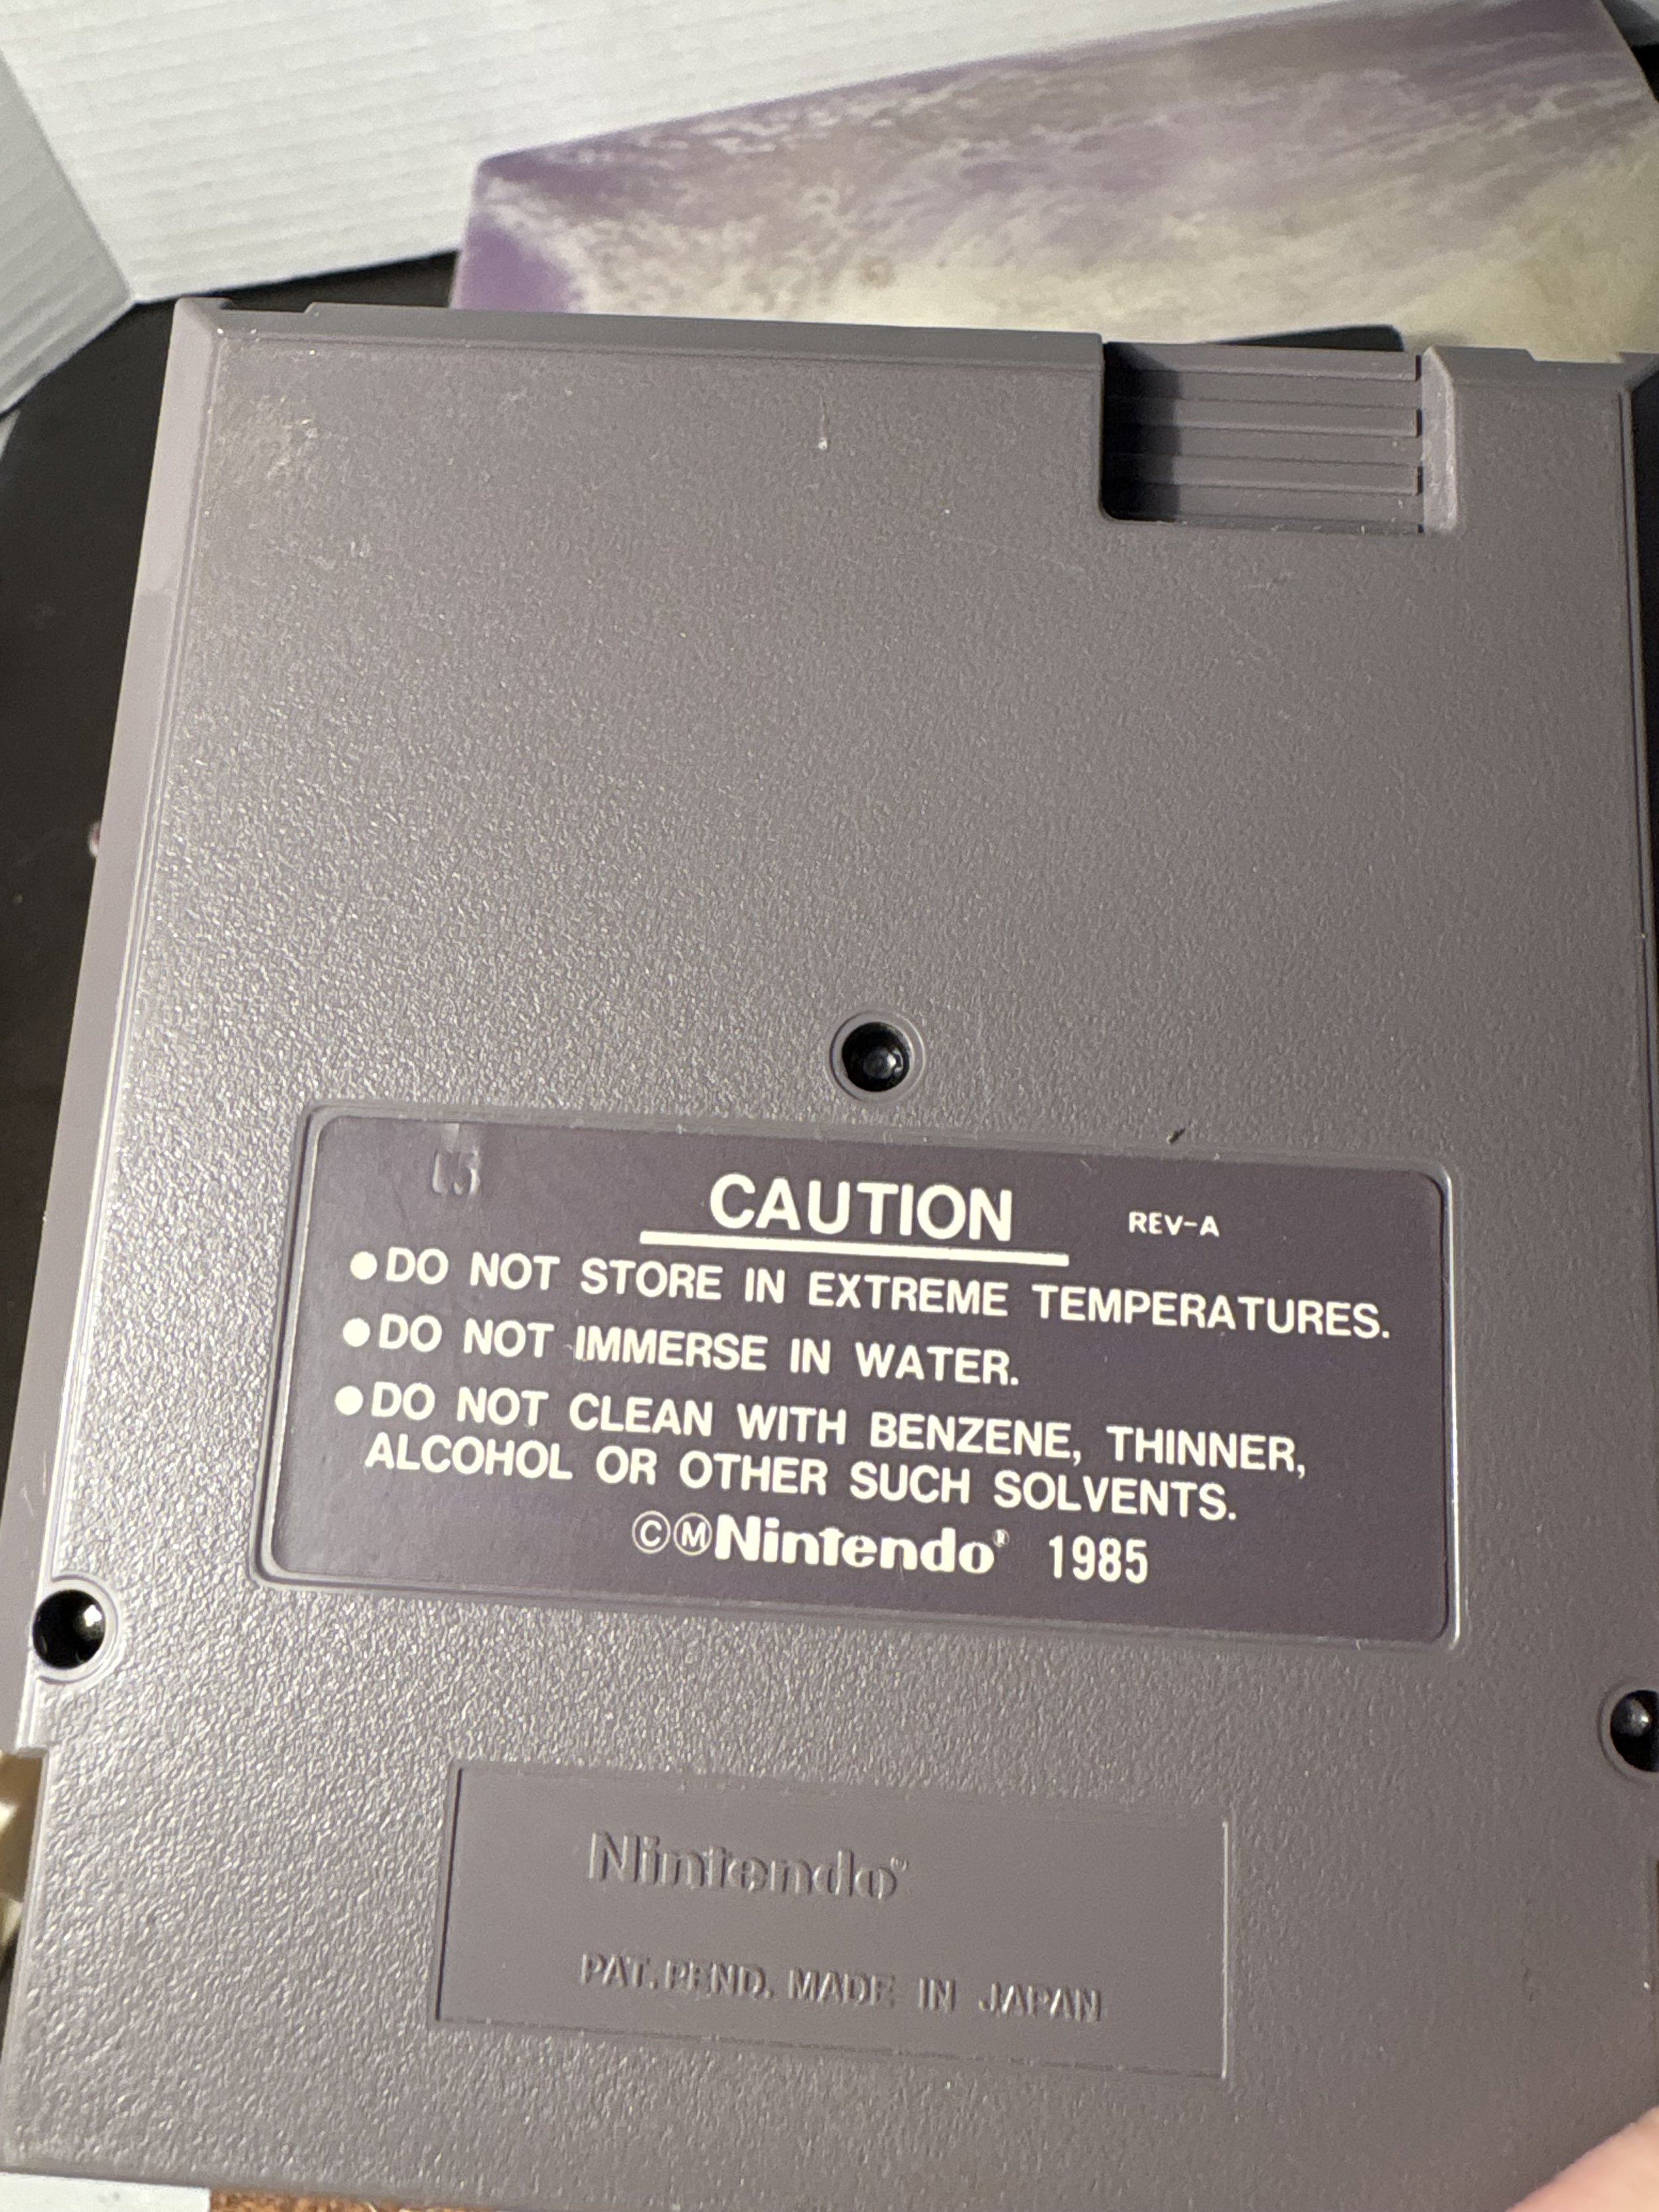 CAUTION REV-A
●DO NOT STORE IN EXTREME TEMPERATURES.
●DO NOT IMMERSE IN WATER.
●DO NOT CLEAN WITH BENZENE, THINNER,
ALCOHOL OR OTHER SUCH SOLVENTS.
ⒸⓂNintendo® 1985
Nintendo®
PAT. PEND. MADE IN JAPAN